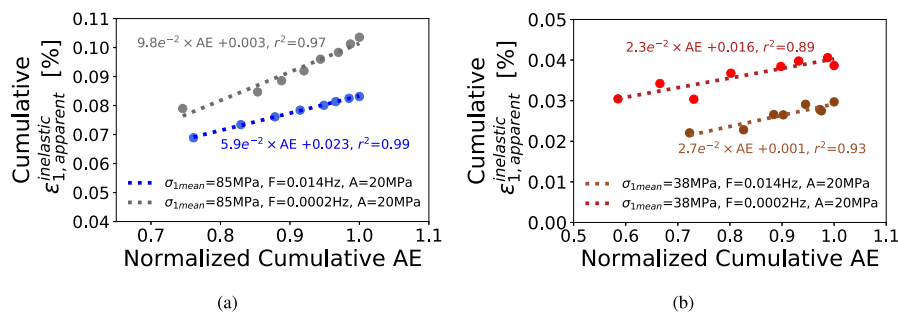 Cumulative
ε₁,apparent^inelastic [%]
0.11
0.10
0.09
0.08
0.07
0.06
0.05
0.04
9.8e⁻² × AE +0.003, r²=0.97
5.9e⁻² × AE +0.023, r²=0.99
σ₁mean=85MPa, F=0.014Hz, A=20MPa
σ₁mean=85MPa, F=0.0002Hz, A=20MPa
0.7 0.8 0.9 1.0 1.1
Normalized Cumulative AE
(a)
Cumulative
ε₁,apparent^inelastic [%]
0.05
0.04
0.03
0.02
0.01
0.00
2.3e⁻² × AE +0.016, r²=0.89
2.7e⁻² × AE +0.001, r²=0.93
σ₁mean=38MPa, F=0.014Hz, A=20MPa
σ₁mean=38MPa, F=0.0002Hz, A=20MPa
0.5 0.6 0.7 0.8 0.9 1.0 1.1
Normalized Cumulative AE
(b)